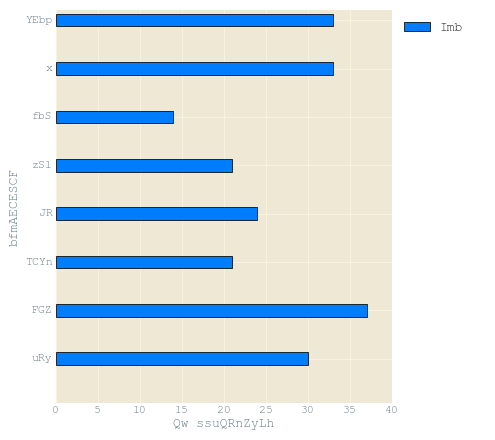 YEbp
Imb
x
fbS
zSl
JR
TCYn
FGZ
uRy
bfmAECESCF
0 5 10 15 20 25 30 35 40
Qw ssuQRnZyLh